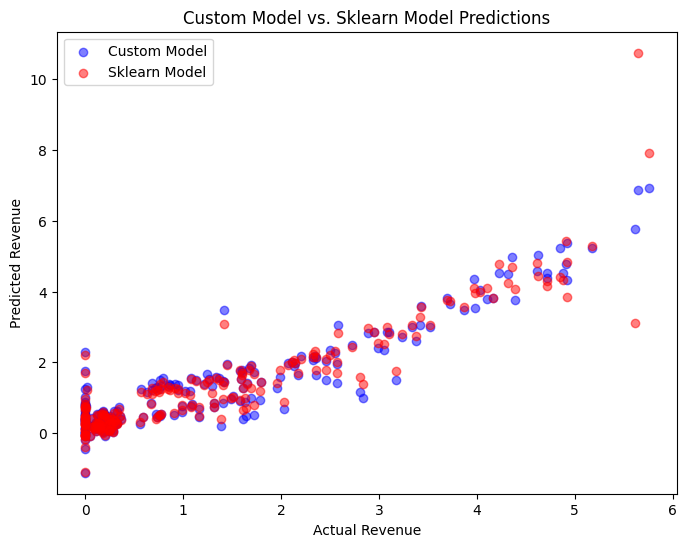 Custom Model vs. Sklearn Model Predictions
Custom Model
Sklearn Model
10
8
6
4
2
0
Predicted Revenue
0 1 2 3 4 5 6
Actual Revenue